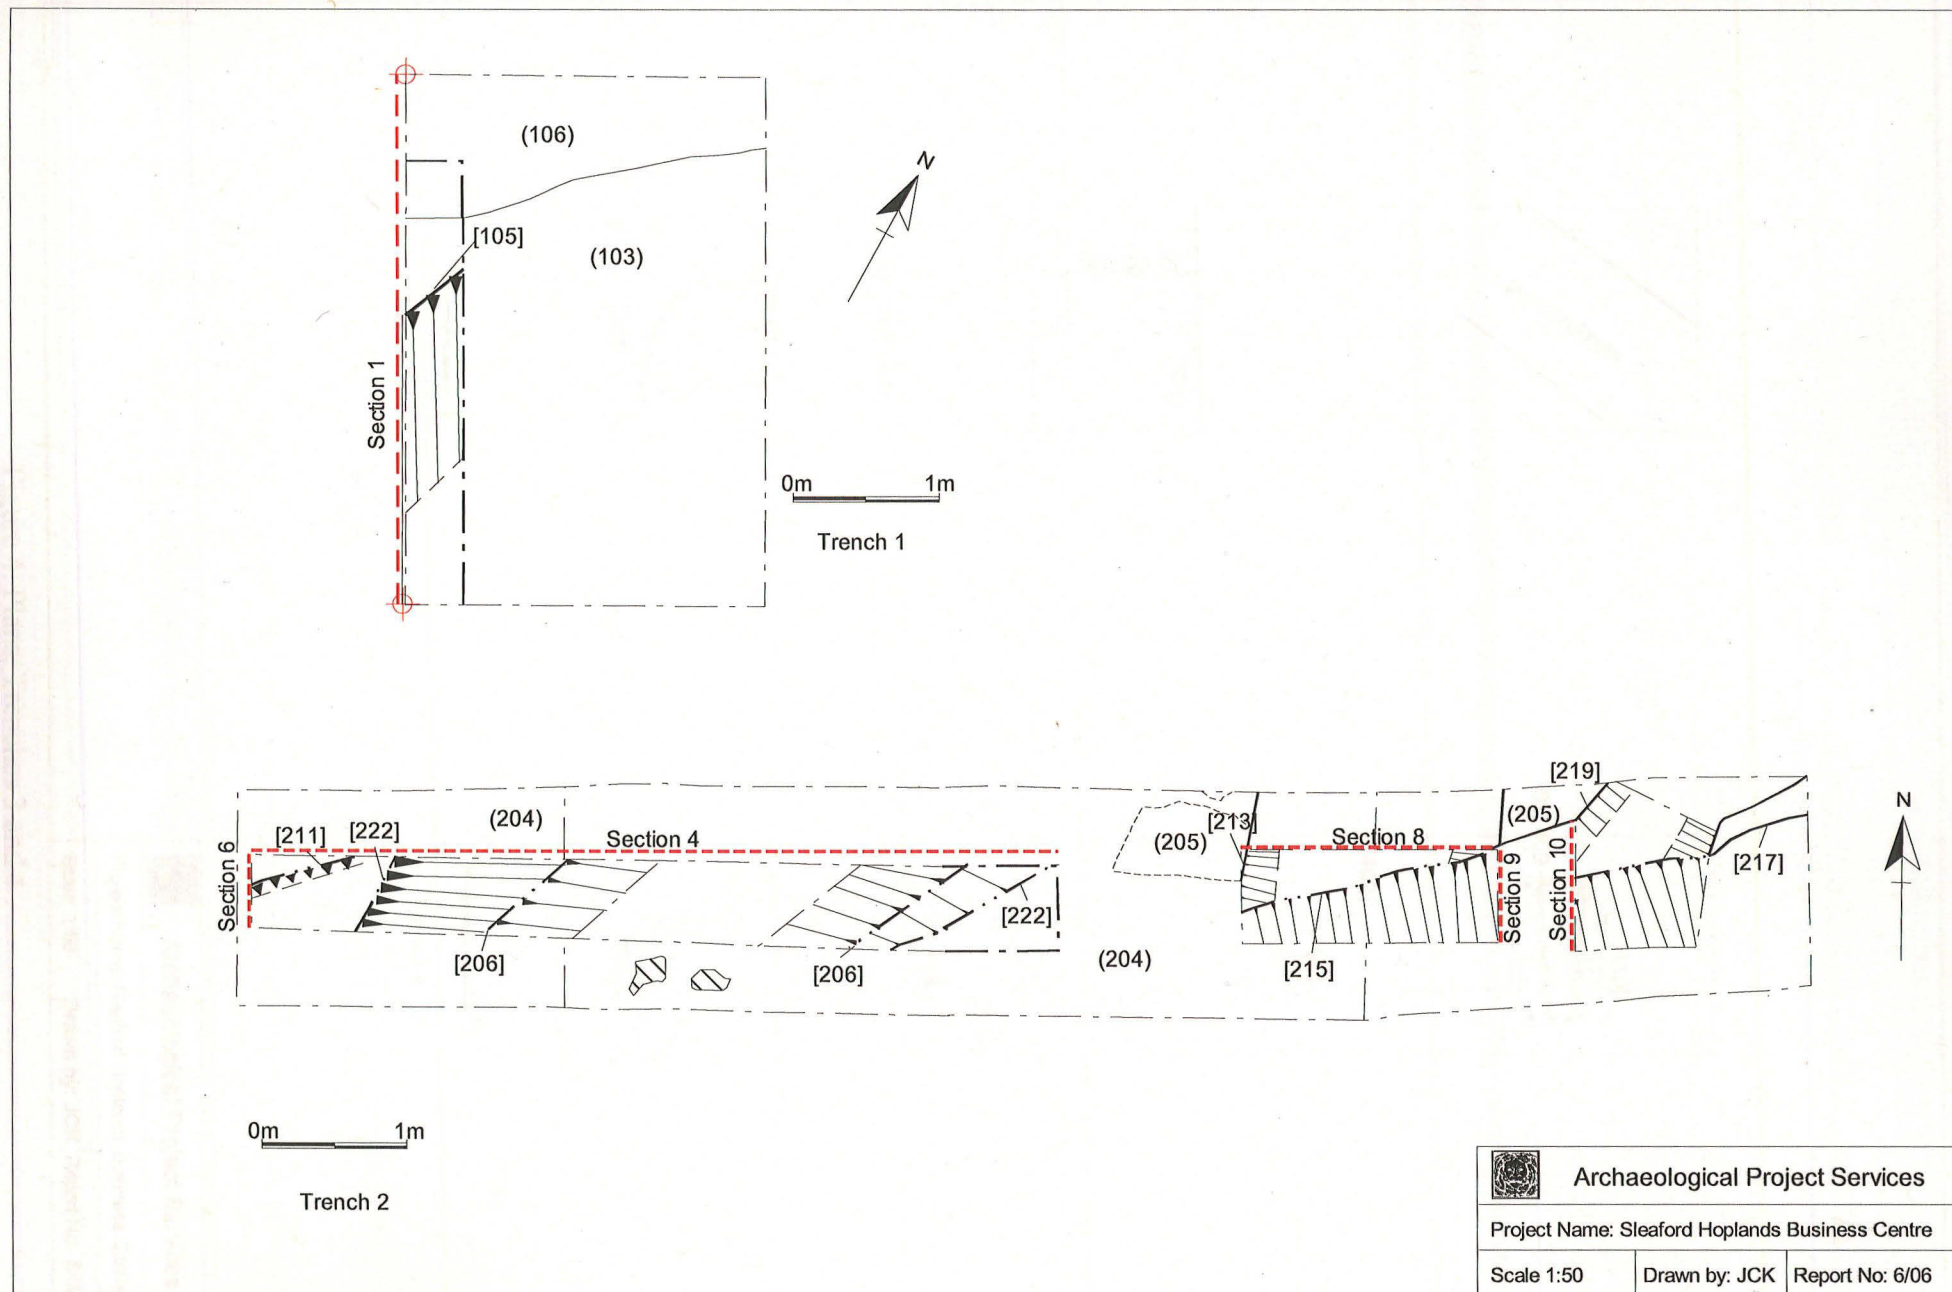 N
(106)
[105]
(103)
Section 1
0m 1m
Trench 1
[219]
N
[211] [222] (204) Section 4 (205) [213] Section 8 (205)
Section 6
Section 9
Section 10
[217]
[222]
[206] [206] (204) [215]
0m 1m
Trench 2
Archaeological Project Services
Project Name: Sleaford Hoplands Business Centre
Scale 1:50 Drawn by: JCK Report No: 6/06